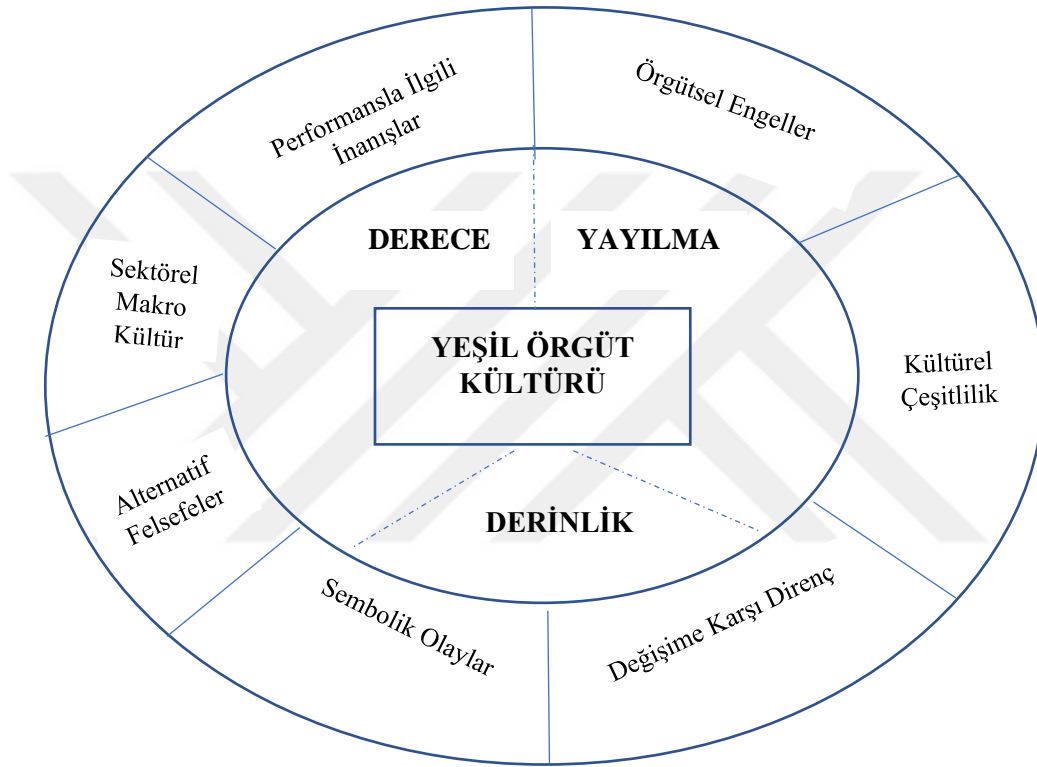 Performansla İlgili
İnanışlar
Örgütsel Engeller
DERECE
YAYILMA
Sektörel
Makro
Kültür
YEŞİL ÖRGÜT
KÜLTÜRÜ
Kültürel
Çeşitlilik
Alternatif
Felsefeler
DERİNLİK
Sembolik Olaylar
Değişime Karşı Direnç